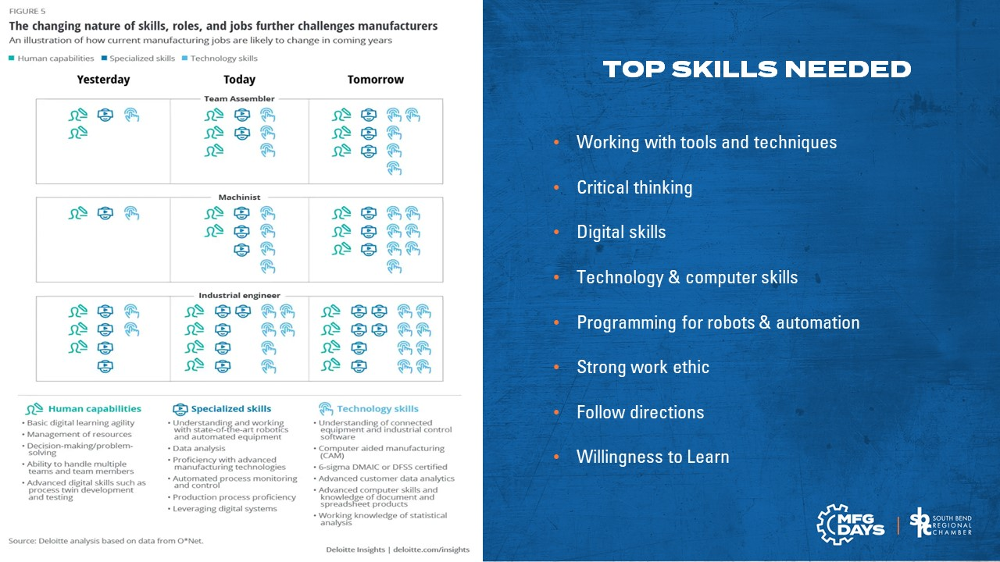 FIGURE 5
The changing nature of skills, roles, and jobs further challenges manufacturers
An illustration of how current manufacturing jobs are likely to change in coming years
Human capabilities Specialized skills Technology skills
Yesterday Today Tomorrow
Team Assembler
Machinist
Industrial engineer
Human capabilities
• Basic digital learning agility
• Management of resources
• Decision-making/problem-
solving
• Ability to handle multiple
teams and team members
• Advanced digital skills such as
process twin development
and testing
Specialized skills
• Understanding and working
with state-of-the-art robotics
and automated equipment
• Data analysis
• Proficiency with advanced
manufacturing technologies
• Automated process monitoring
and control
• Production process proficiency
• Leveraging digital systems
Technology skills
• Understanding of connected
equipment and industrial control
software
• Computer aided manufacturing
(CAM)
• 6-sigma DMAIC or DFSS certified
• Advanced customer data analytics
• Advanced computer skills and
knowledge of document and
spreadsheet products
• Working knowledge of statistical
analysis
Source: Deloitte analysis based on data from O*Net.
Deloitte Insights | deloitte.com/insights
TOP SKILLS NEEDED
• Working with tools and techniques
• Critical thinking
• Digital skills
• Technology & computer skills
• Programming for robots & automation
• Strong work ethic
• Follow directions
• Willingness to Learn
MFG
DAYS
sbrc
SOUTH BEND
REGIONAL
CHAMBER